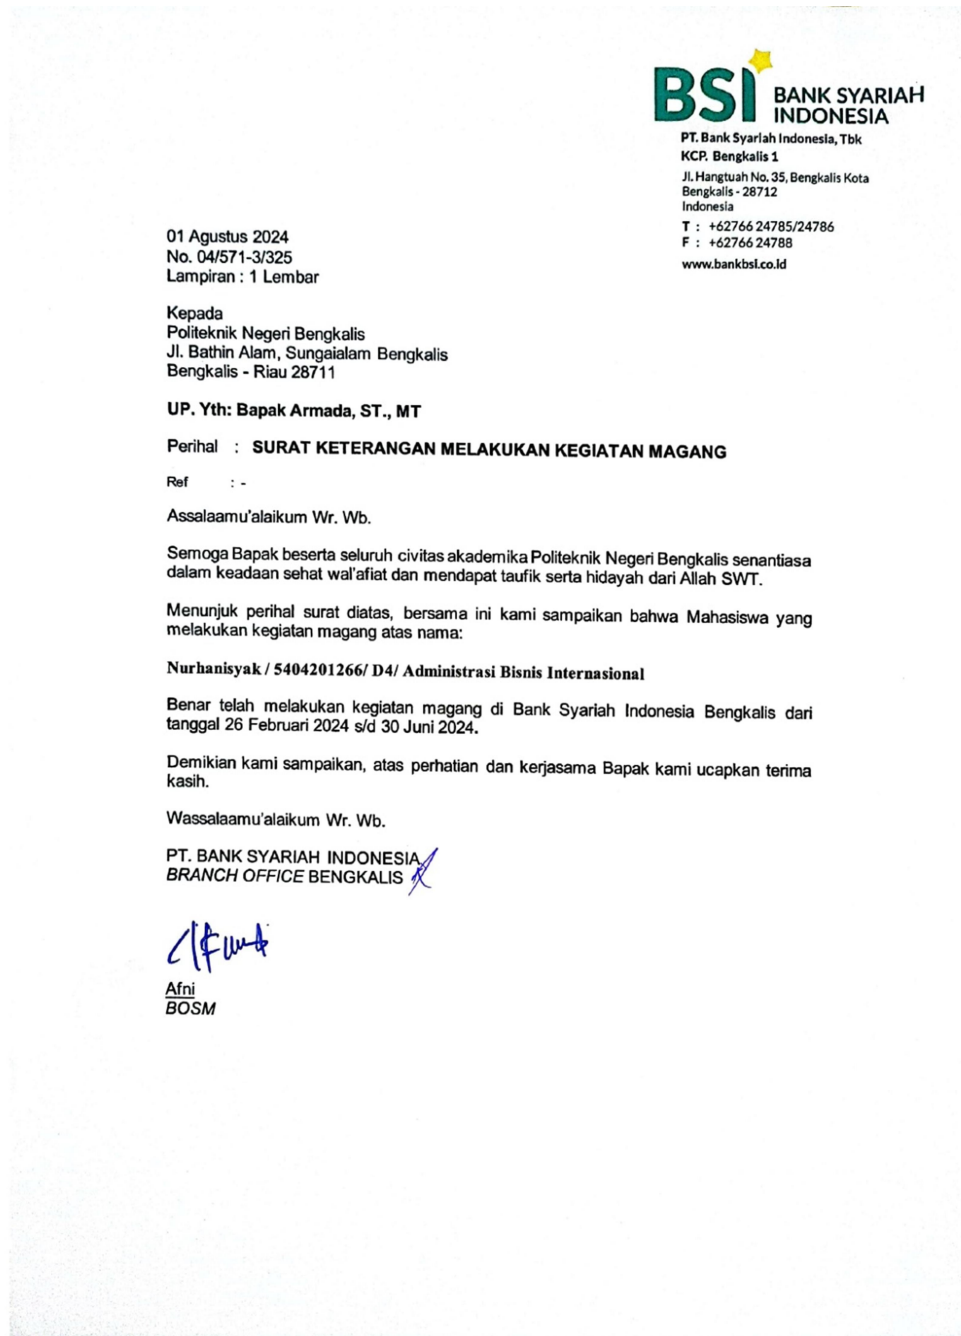 BSI BANK SYARIAH
INDONESIA
PT. Bank Syariah Indonesia, Tbk
KCP. Bengkalis 1
Jl. Hangtuah No. 35, Bengkalis Kota
Bengkalis - 28712
Indonesia
T : +62766 24785/24786
F : +62766 24788
www.bankbsi.co.id
01 Agustus 2024
No. 04/571-3/325
Lampiran : 1 Lembar
Kepada
Politeknik Negeri Bengkalis
Jl. Bathin Alam, Sungaialam Bengkalis
Bengkalis - Riau 28711
UP. Yth: Bapak Armada, ST., MT
Perihal : SURAT KETERANGAN MELAKUKAN KEGIATAN MAGANG
Ref : -
Assalaamu'alaikum Wr. Wb.
Semoga Bapak beserta seluruh civitas akademika Politeknik Negeri Bengkalis senantiasa
dalam keadaan sehat wal'afiat dan mendapat taufik serta hidayah dari Allah SWT.
Menunjuk perihal surat diatas, bersama ini kami sampaikan bahwa Mahasiswa yang
melakukan kegiatan magang atas nama:
Nurhanisyak / 5404201266/ D4/ Administrasi Bisnis Internasional
Benar telah melakukan kegiatan magang di Bank Syariah Indonesia Bengkalis dari
tanggal 26 Februari 2024 s/d 30 Juni 2024.
Demikian kami sampaikan, atas perhatian dan kerjasama Bapak kami ucapkan terima
kasih.
Wassalaamu'alaikum Wr. Wb.
PT. BANK SYARIAH INDONESIA
BRANCH OFFICE BENGKALIS
Afni
BOSM